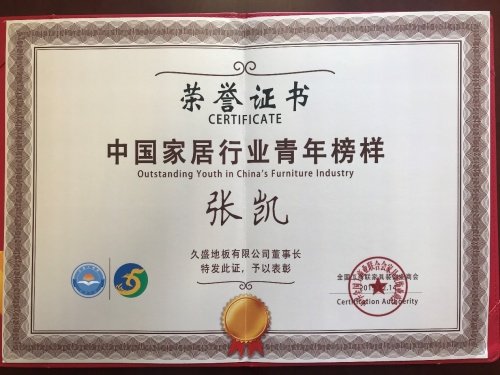 荣誉证书
CERTIFICATE
中国家居行业青年榜样
Outstanding Youth in China's Furniture Industry
张凯
久盛地板有限公司董事长
特发此证，予以表彰
Certification Authority